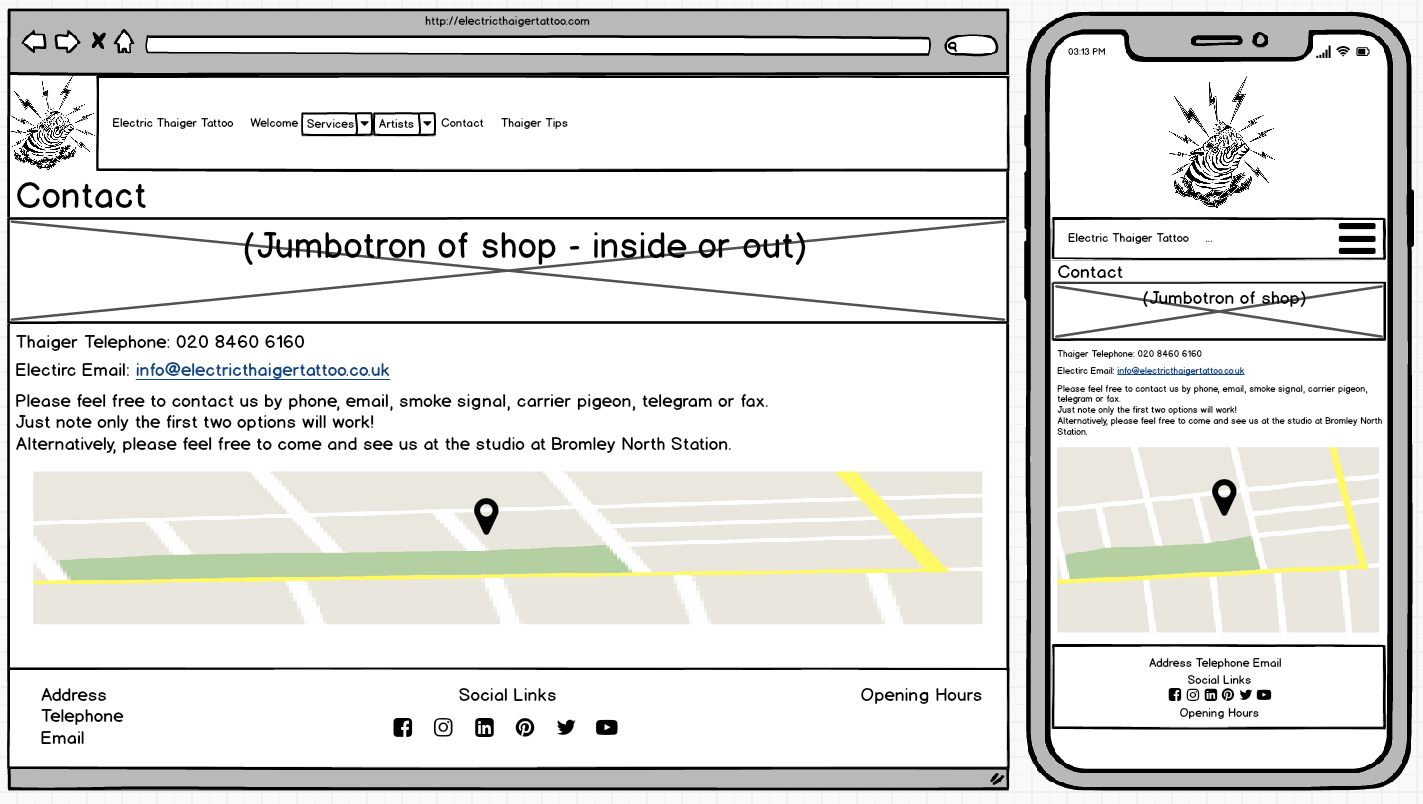 http://electricthaigertattoo.com
Electric Thaiger Tattoo Welcome Services Artists Contact Thaiger Tips
Contact
(Jumbotron of shop - inside or out)
Thaiger Telephone: 020 8460 6160
Electirc Email: info@electricthaigertattoo.co.uk
Please feel free to contact us by phone, email, smoke signal, carrier pigeon, telegram or fax.
Just note only the first two options will work!
Alternatively, please feel free to come and see us at the studio at Bromley North Station.
Address
Telephone
Email
Social Links
Opening Hours
03:13 PM
Electric Thaiger Tattoo ...
Contact
(Jumbotron of shop)
Thaiger Telephone: 020 8460 6160
Electirc Email: info@electricthaigertattoo.co.uk
Please feel free to contact us by phone, email, smoke signal, carrier pigeon,
telegram or fax.
Just note only the first two options will work!
Alternatively, please feel free to come and see us at the studio at Bromley North
Station.
Address Telephone Email
Social Links
Opening Hours